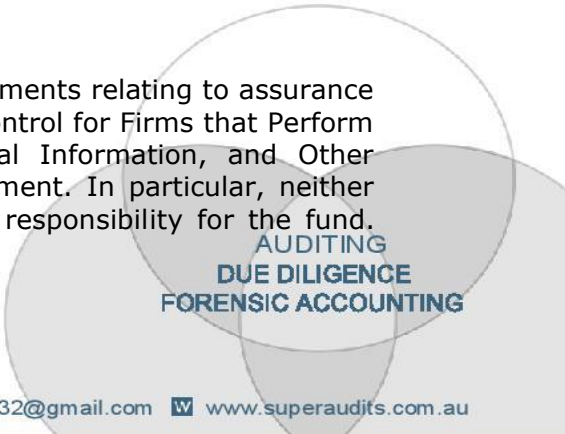 ments relating to assurance
ontrol for Firms that Perform
al Information, and Other
ment. In particular, neither
responsibility for the fund.
AUDITING
DUE DILIGENCE
FORENSIC ACCOUNTING
32@gmail.com W www.superaudits.com.au